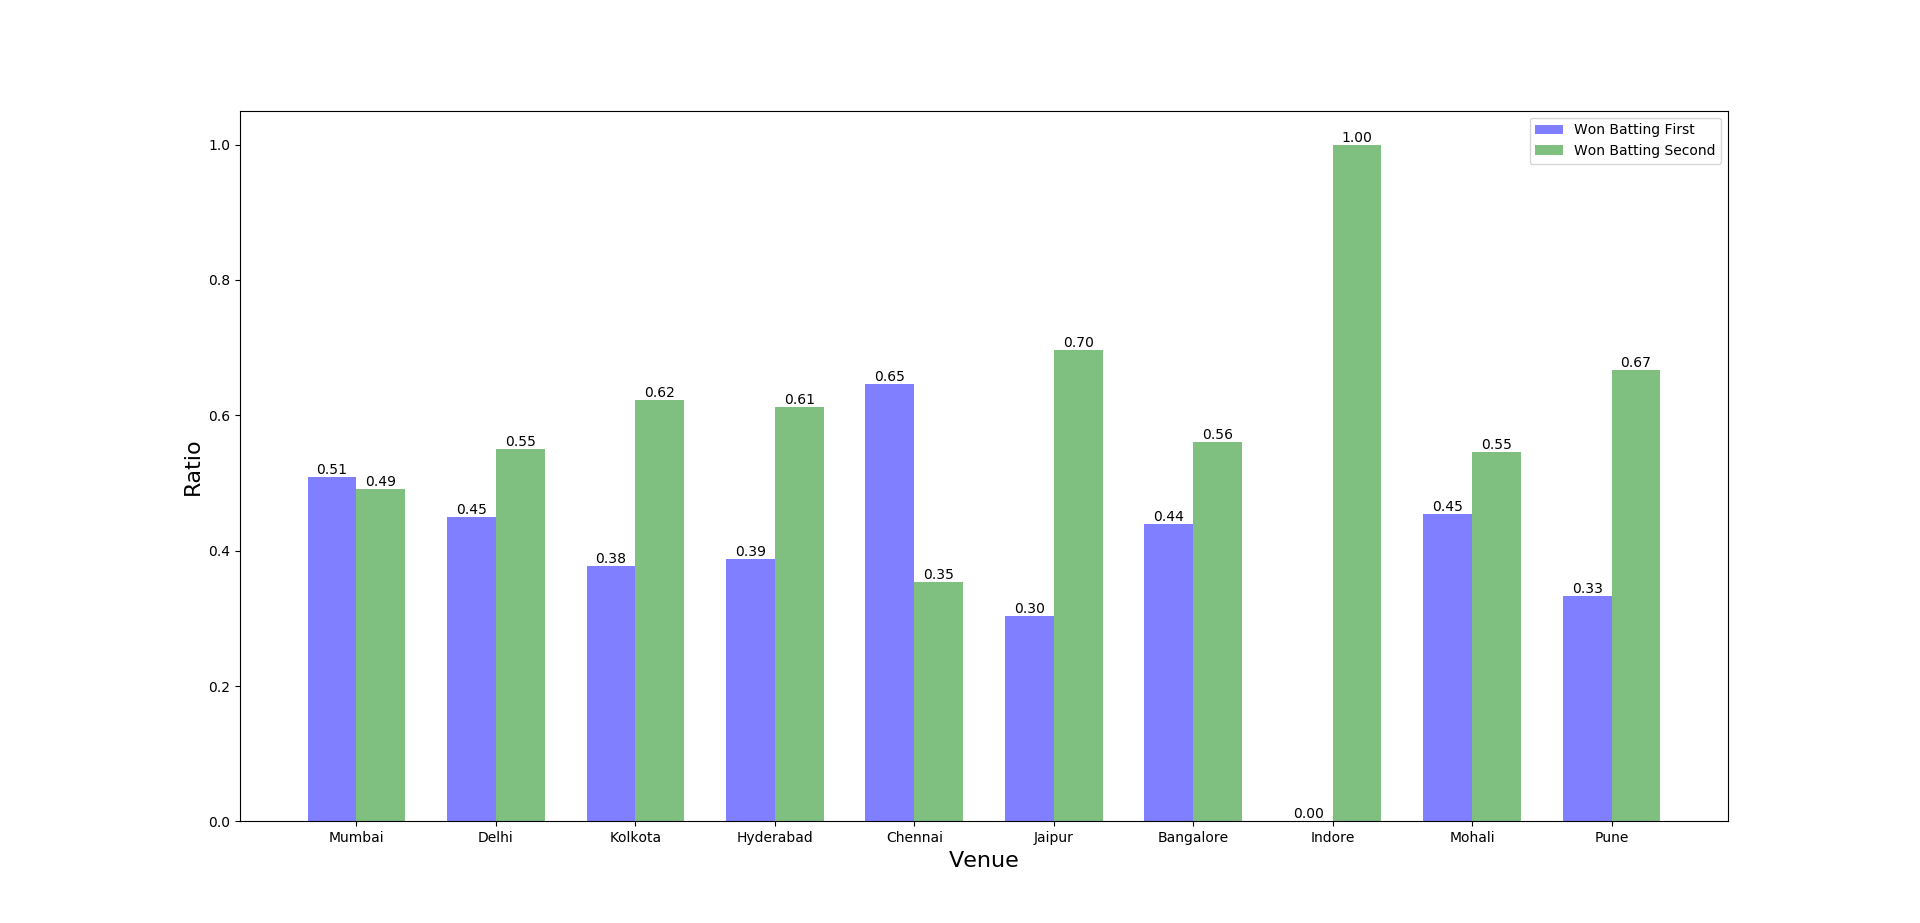 Won Batting First
Won Batting Second
Ratio
1.0
0.8
0.6
0.4
0.2
0.0
0.51
0.49
0.45
0.55
0.38
0.62
0.39
0.61
0.65
0.35
0.30
0.70
0.44
0.56
0.00
1.00
0.45
0.55
0.33
0.67
Mumbai
Delhi
Kolkota
Hyderabad
Chennai
Jaipur
Bangalore
Indore
Mohali
Pune
Venue